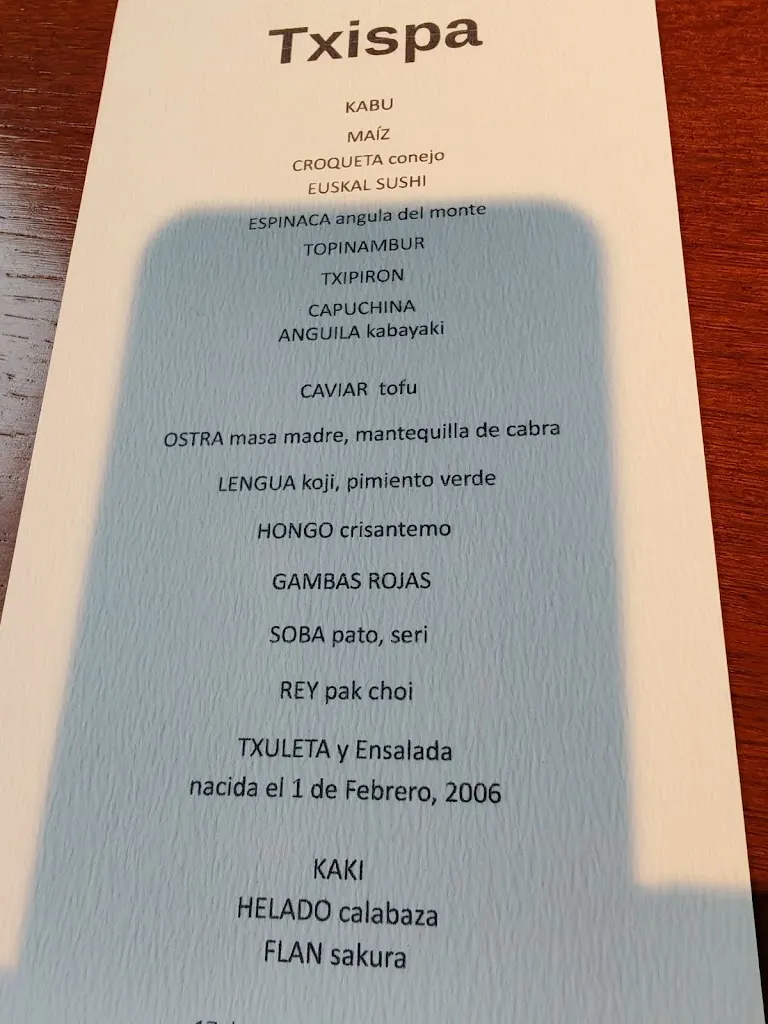 Txispa
KABU
MAÍZ
CROQUETA conejo
EUSKAL SUSHI
ESPINACA angula del monte
TOPINAMBUR
TXIPIRON
CAPUCHINA
ANGUILA kabayaki
CAVIAR tofu
OSTRA masa madre, mantequilla de cabra
LENGUA koji, pimiento verde
HONGO crisantemo
GAMBAS ROJAS
SOBA pato, seri
REY pak choi
TXULETA y Ensalada
nacida el 1 de Febrero, 2006
KAKI
HELADO calabaza
FLAN sakura